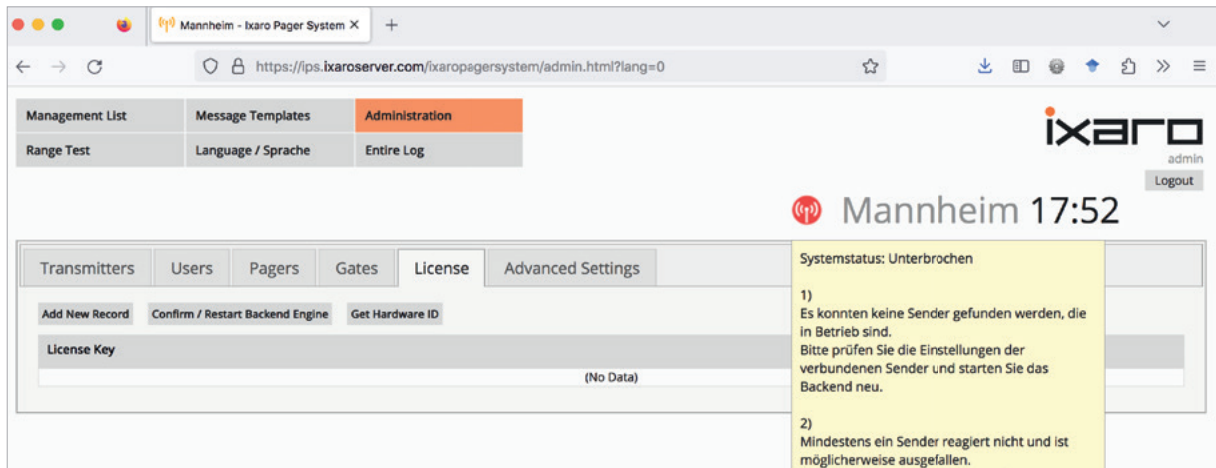 Mannheim - Ixaro Pager System
https://ips.ixaroserver.com/ixaropagersystem/admin.html?lang=0
Management List Message Templates Administration
Range Test Language / Sprache Entire Log
ixaro
admin
Logout
Mannheim 17:52
Transmitters Users Pagers Gates License Advanced Settings
Add New Record Confirm / Restart Backend Engine Get Hardware ID
License Key
(No Data)
Systemstatus: Unterbrochen
1)
Es konnten keine Sender gefunden werden, die
in Betrieb sind.
Bitte prüfen Sie die Einstellungen der
verbundenen Sender und starten Sie das
Backend neu.
2)
Mindestens ein Sender reagiert nicht und ist
möglicherweise ausgefallen.